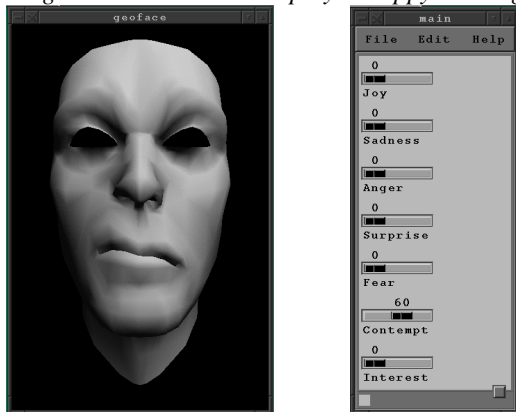 geoface
main
File Edit Help
0
Joy
0
Sadness
0
Anger
0
Surprise
0
Fear
60
Contempt
0
Interest